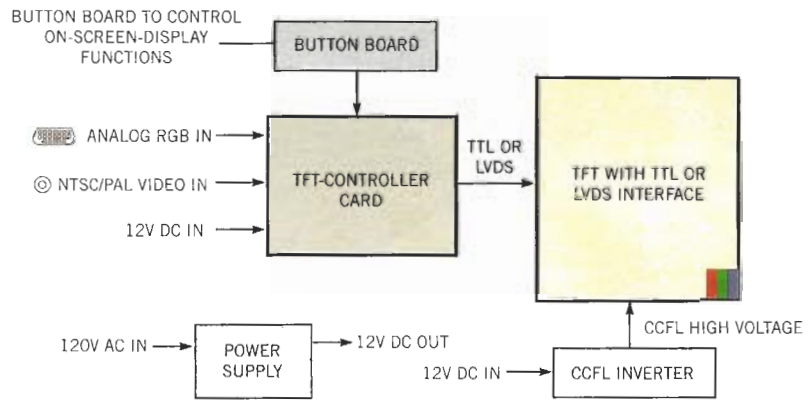 BUTTON BOARD TO CONTROL
ON-SCREEN-DISPLAY
FUNCTIONS
BUTTON BOARD
ANALOG RGB IN
NTSC/PAL VIDEO IN
12V DC IN
TFT-CONTROLLER
CARD
TTL OR
LVDS
TFT WITH TTL OR
LVDS INTERFACE
CCFL HIGH VOLTAGE
120V AC IN
POWER
SUPPLY
12V DC OUT
12V DC IN
CCFL INVERTER